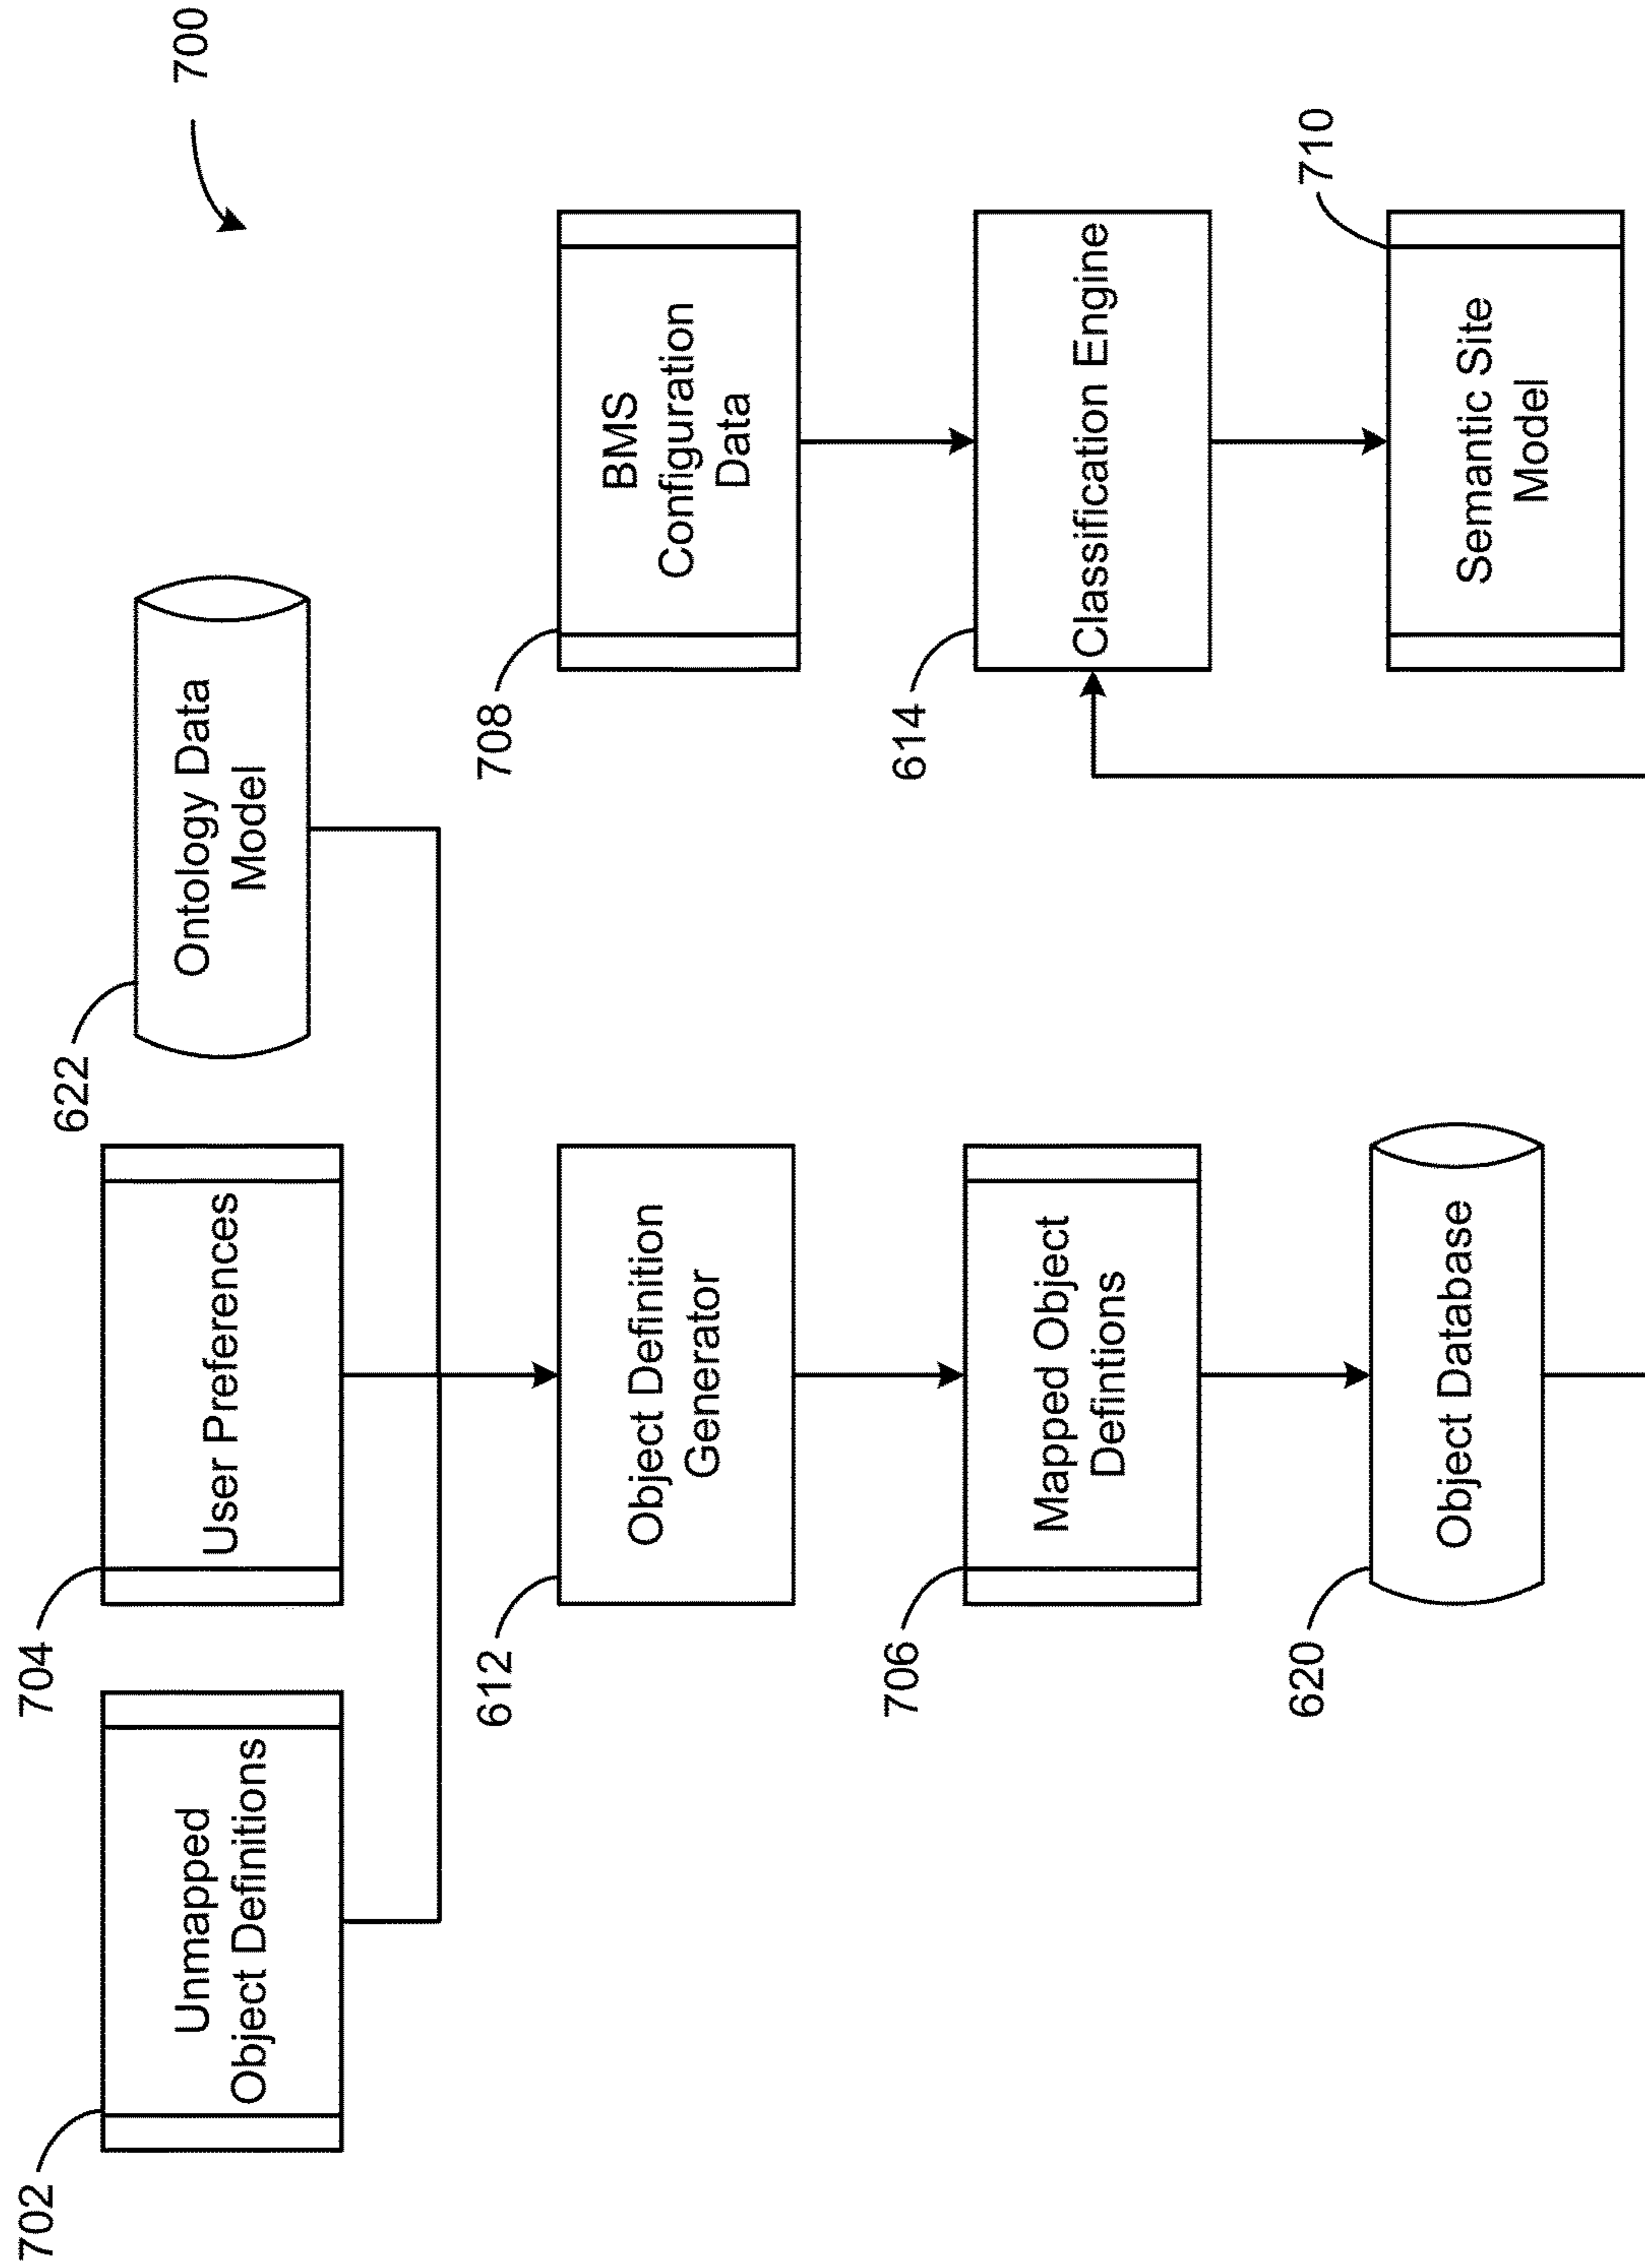 700
702
Unmapped
Object Definitions
704
User Preferences
622
Ontology Data
Model
612
Object Definition
Generator
708
BMS
Configuration
Data
706
Mapped Object
Defintions
614
Classification Engine
620
Object Database
710
Semantic Site
Model